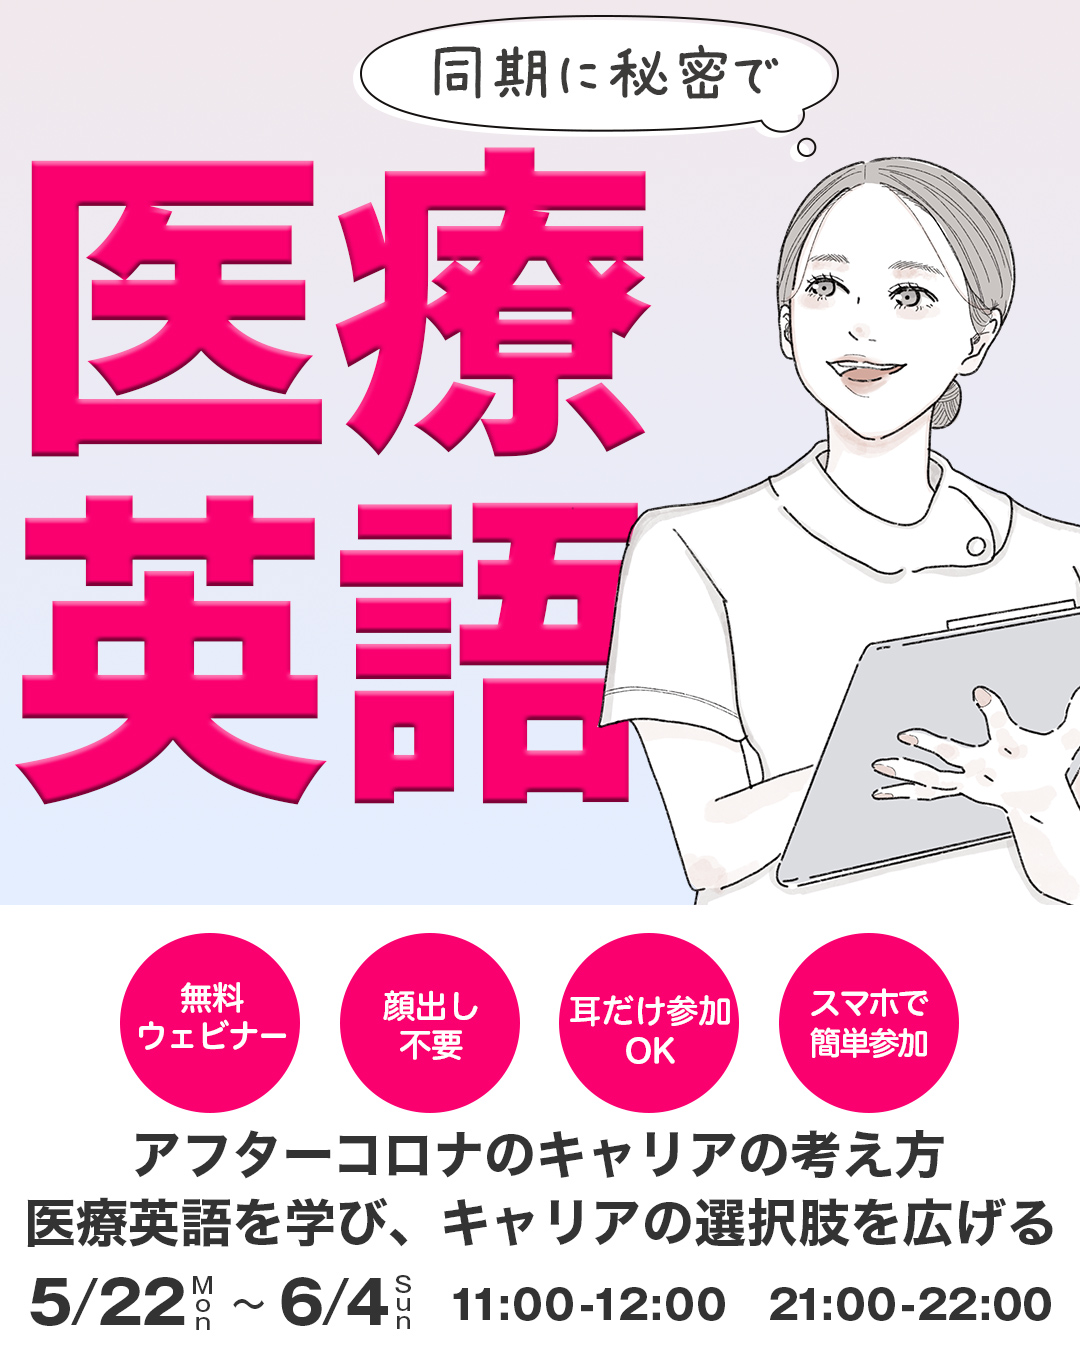 同期に秘密で
医療
英語
無料
ウェビナー
顔出し
不要
耳だけ参加
OK
スマホで
簡単参加
アフターコロナのキャリアの考え方
医療英語を学び、キャリアの選択肢を広げる
5/22 Mon ～ 6/4 Sun 11:00-12:00 21:00-22:00